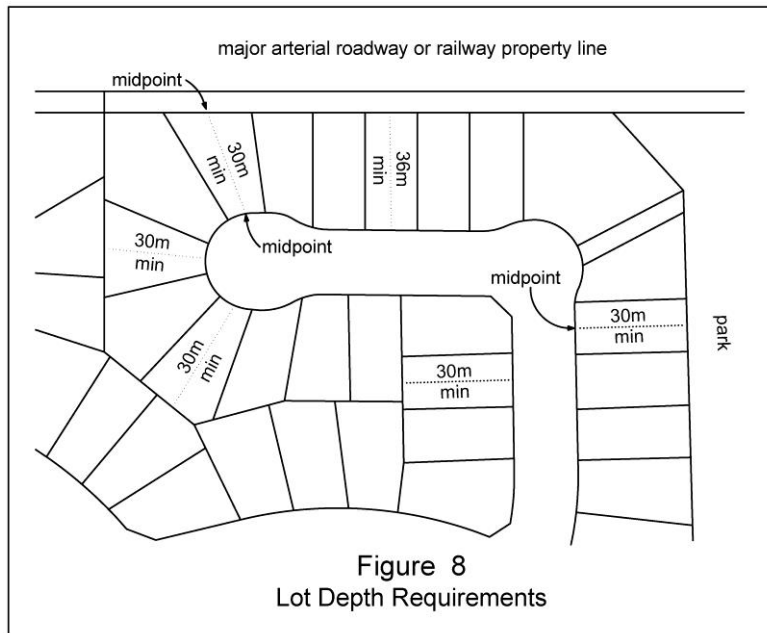 major arterial roadway or railway property line
midpoint
30m
min
36m
min
30m
min
midpoint
midpoint
30m
min
park
30m
min
30m
min
Figure 8
Lot Depth Requirements